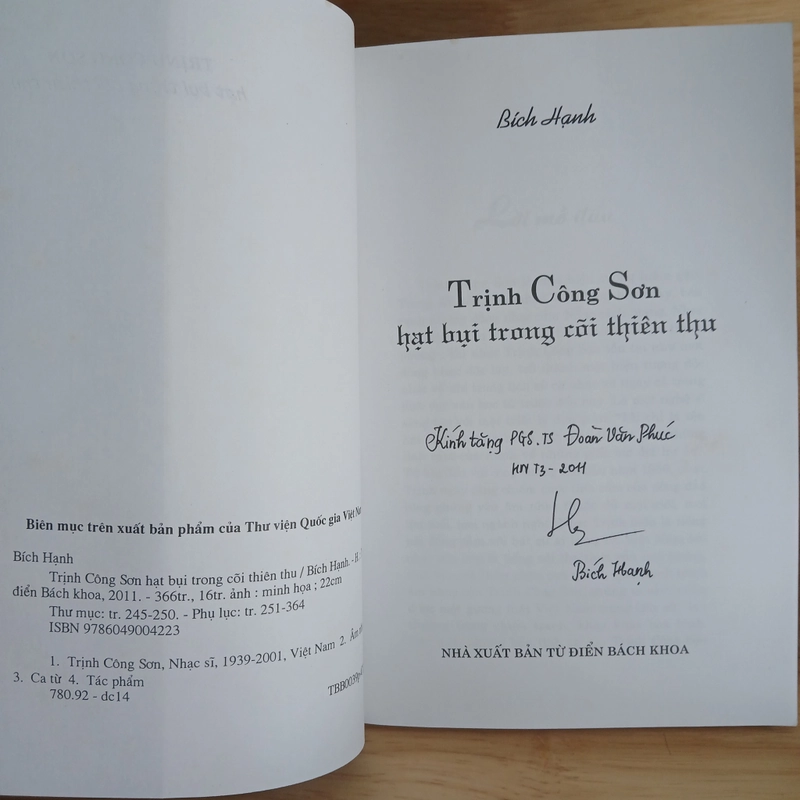 Biên mục trên xuất bản phẩm của Thư viện Quốc gia Việt
Bích Hạnh
Trịnh Công Sơn hạt bụi trong cõi thiên thu / Bích Hạnh. - H.
điển Bách khoa, 2011. - 366tr., 16tr. ảnh : minh họa ; 22cm
Thư mục: tr. 245-250. - Phụ lục: tr. 251-364
ISBN 9786049004223
1. Trịnh Công Sơn, Nhạc sĩ, 1939-2001, Việt Nam 2.
3. Ca từ 4. Tác phẩm
780.92 - dc14
Bích Hạnh
Trịnh Công Sơn
hạt bụi trong cõi thiên thu
Kính tặng PGS.TS Đoàn Văn Phúc
HN T3-2011
Bích Hạnh
NHÀ XUẤT BẢN TỪ ĐIỂN BÁCH KHOA